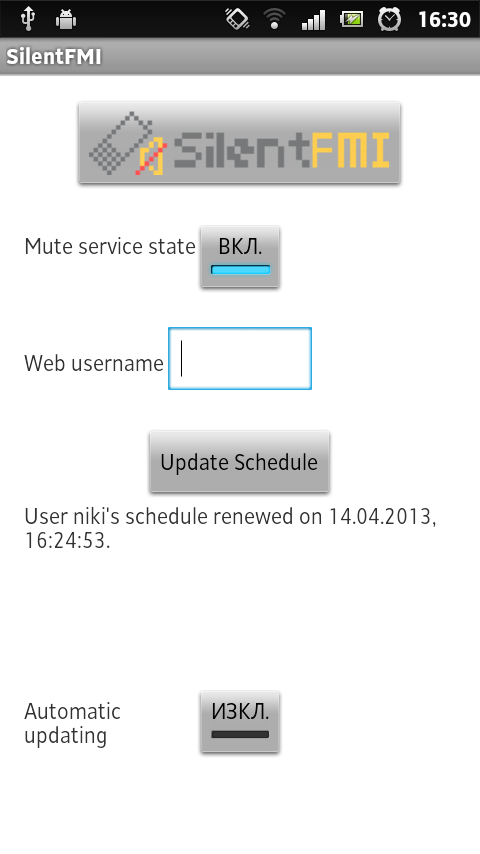 16:30
SilentFMI
SilentFMI
Mute service state ВКЛ.
Web username
Update Schedule
User niki's schedule renewed on 14.04.2013,
16:24:53.
Automatic
updating
ИЗКЛ.